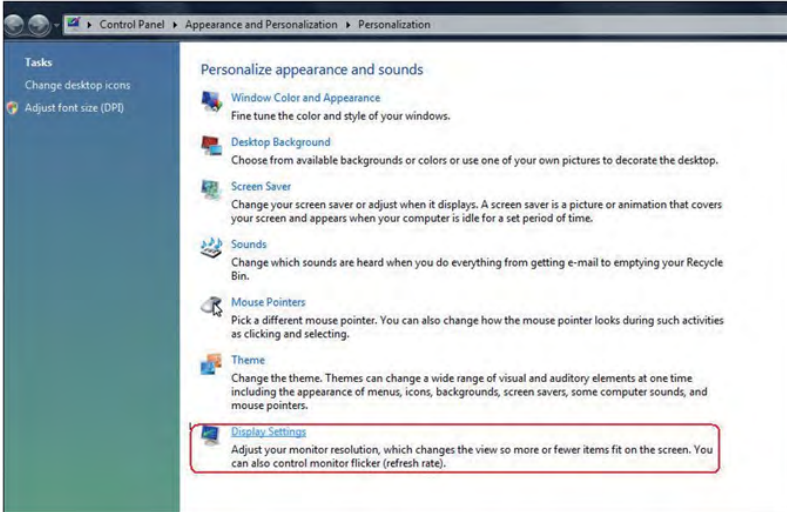 Control Panel ▸ Appearance and Personalization ▸ Personalization
Tasks
Change desktop icons
Adjust font size (DPI)
Personalize appearance and sounds
Window Color and Appearance
Fine tune the color and style of your windows.
Desktop Background
Choose from available backgrounds or colors or use one of your own pictures to decorate the desktop.
Screen Saver
Change your screen saver or adjust when it displays. A screen saver is a picture or animation that covers
your screen and appears when your computer is idle for a set period of time.
Sounds
Change which sounds are heard when you do everything from getting e-mail to emptying your Recycle
Bin.
Mouse Pointers
Pick a different mouse pointer. You can also change how the mouse pointer looks during such activities
as clicking and selecting.
Theme
Change the theme. Themes can change a wide range of visual and auditory elements at one time
including the appearance of menus, icons, backgrounds, screen savers, some computer sounds, and
mouse pointers.
Display Settings
Adjust your monitor resolution, which changes the view so more or fewer items fit on the screen. You
can also control monitor flicker (refresh rate).